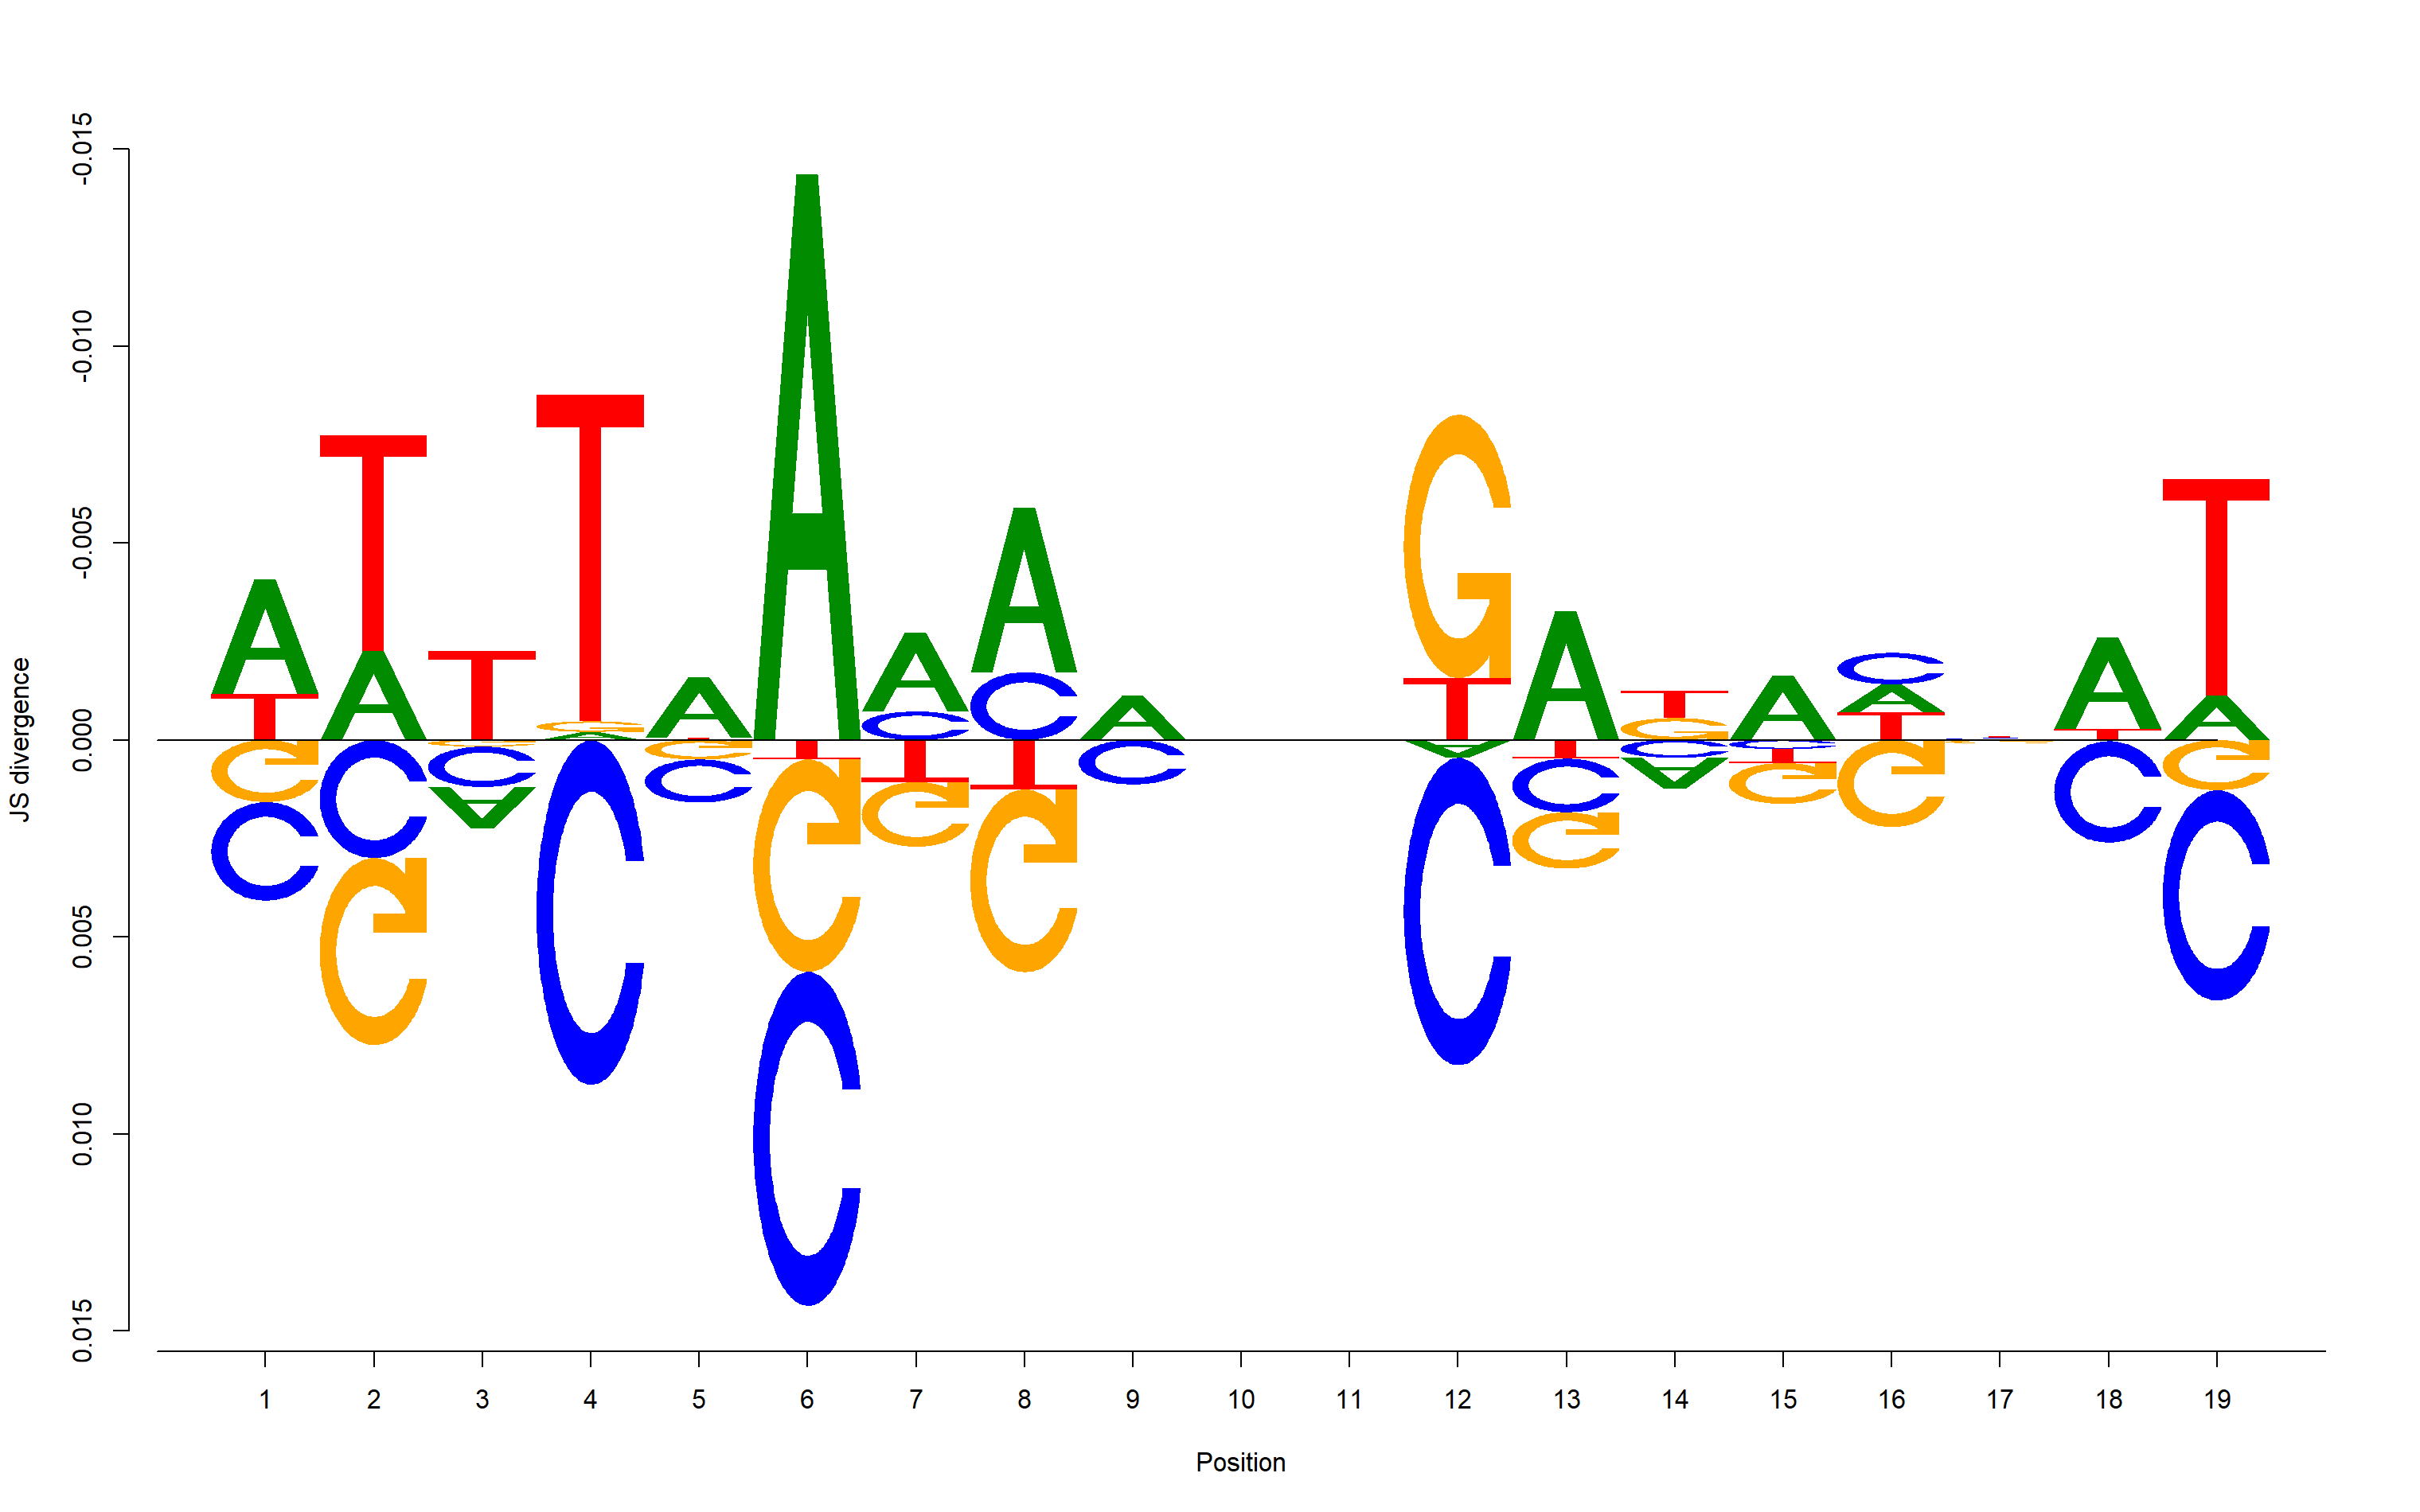 JS divergence
-0.015
-0.010
-0.005
0.000
0.005
0.010
0.015
A T G C
T A C G
T G C A
T G A C
A T G C
A T G C
A C T G
A C T G
A C
G T A C
A T C G
T G C A
A C T G
C A T G
A T C
T A G C
1 2 3 4 5 6 7 8 9 10 11 12 13 14 15 16 17 18 19
Position